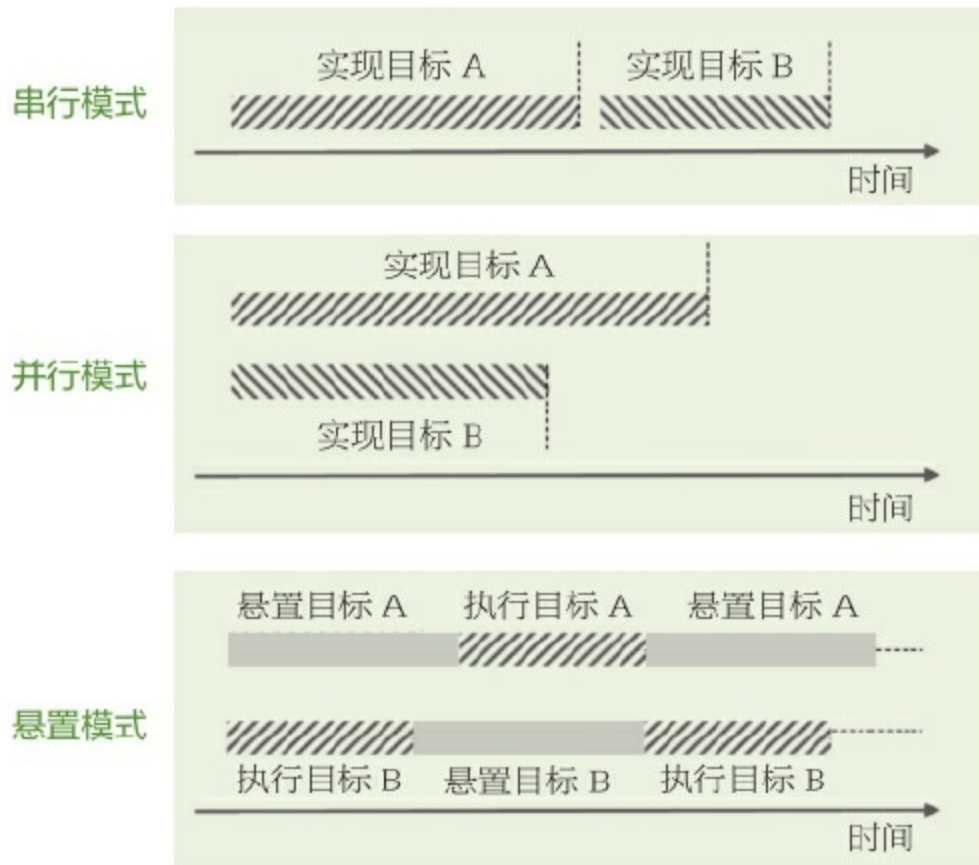 实现目标 A 实现目标 B
串行模式
时间
实现目标 A
并行模式
实现目标 B
时间
悬置目标 A 执行目标 A 悬置目标 A
悬置模式
执行目标 B 悬置目标 B 执行目标 B
时间